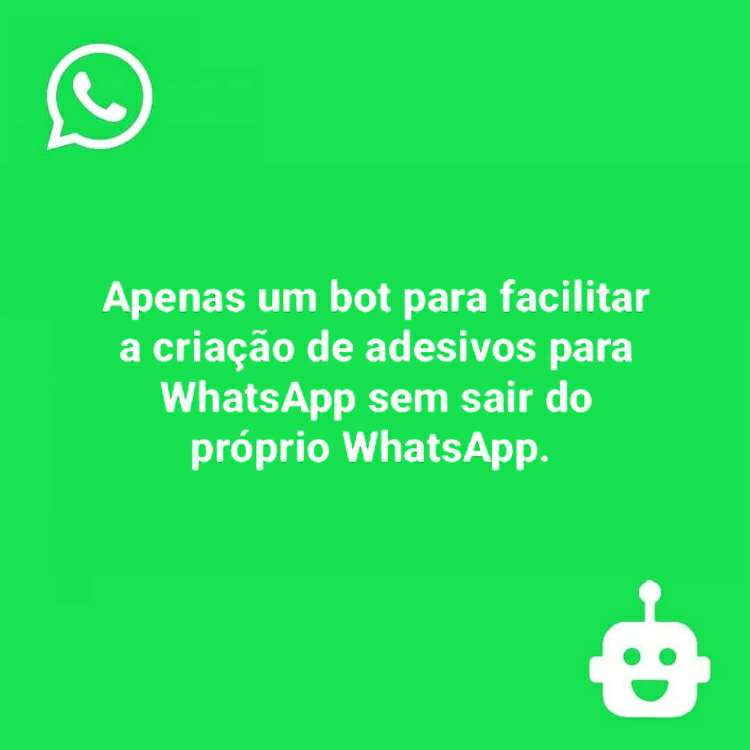 Apenas um bot para facilitar
a criação de adesivos para
WhatsApp sem sair do
próprio WhatsApp.